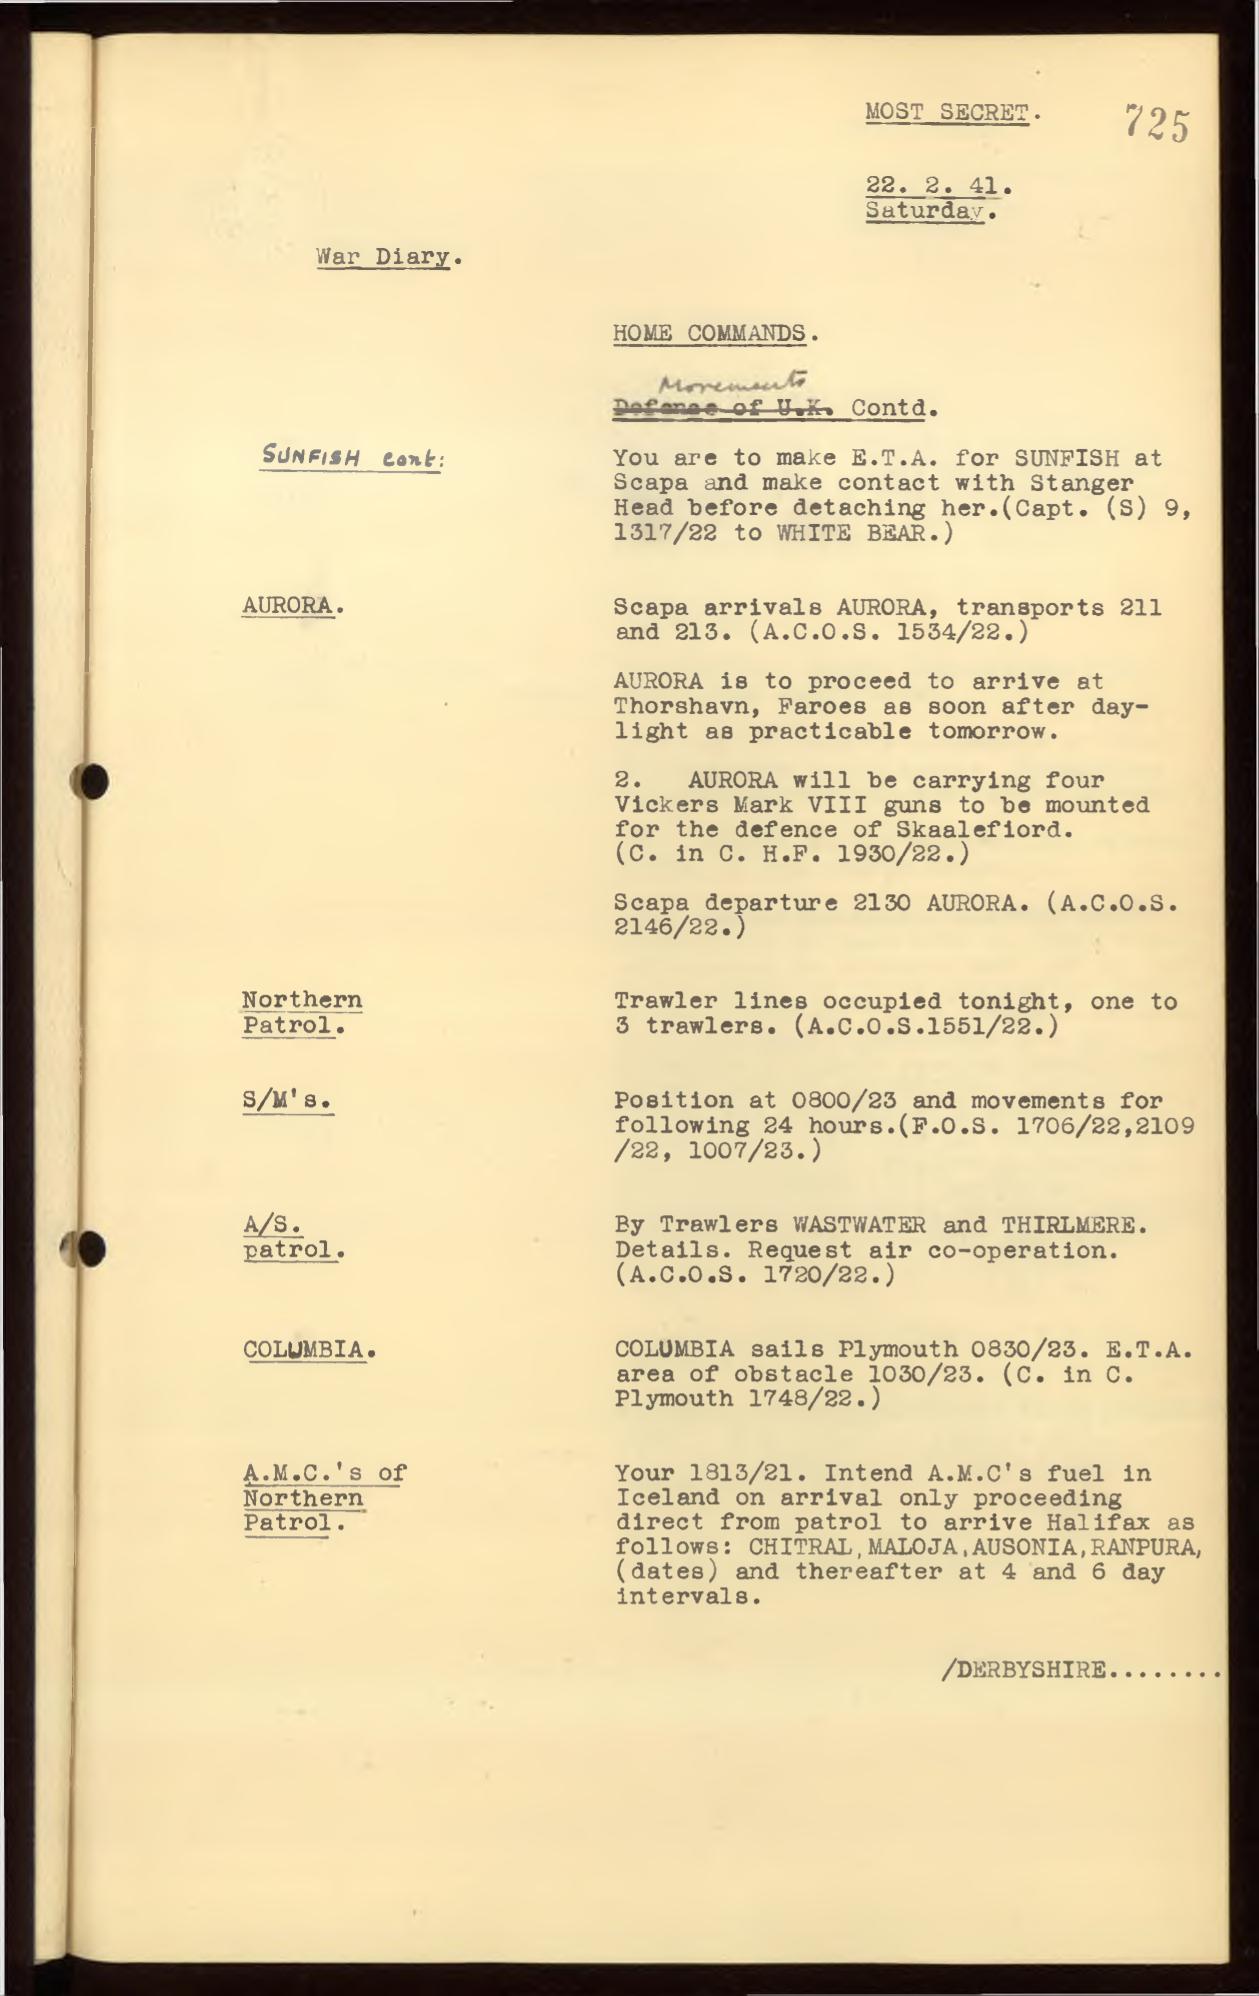 MOST SECRET. 725
22. 2. 41.
Saturday.
War Diary.
HOME COMMANDS.
Movements
Defence of U.K. Contd.
SUNFISH cont:
You are to make E.T.A. for SUNFISH at
Scapa and make contact with Stanger
Head before detaching her.(Capt. (S) 9,
1317/22 to WHITE BEAR.)
AURORA.
Scapa arrivals AURORA, transports 211
and 213. (A.C.O.S. 1534/22.)
AURORA is to proceed to arrive at
Thorshavn, Faroes as soon after day-
light as practicable tomorrow.
2. AURORA will be carrying four
Vickers Mark VIII guns to be mounted
for the defence of Skaalefiord.
(C. in C. H.F. 1930/22.)
Scapa departure 2130 AURORA. (A.C.O.S.
2146/22.)
Northern
Patrol.
Trawler lines occupied tonight, one to
3 trawlers. (A.C.O.S.1551/22.)
S/M's.
Position at 0800/23 and movements for
following 24 hours.(F.O.S. 1706/22,2109
/22, 1007/23.)
A/S.
patrol.
By Trawlers WASTWATER and THIRLMERE.
Details. Request air co-operation.
(A.C.O.S. 1720/22.)
COLUMBIA.
COLUMBIA sails Plymouth 0830/23. E.T.A.
area of obstacle 1030/23. (C. in C.
Plymouth 1748/22.)
A.M.C.'s of
Northern
Patrol.
Your 1813/21. Intend A.M.C's fuel in
Iceland on arrival only proceeding
direct from patrol to arrive Halifax as
follows: CHITRAL,MALOJA,AUSONIA,RANPURA,
(dates) and thereafter at 4 and 6 day
intervals.
/DERBYSHIRE........